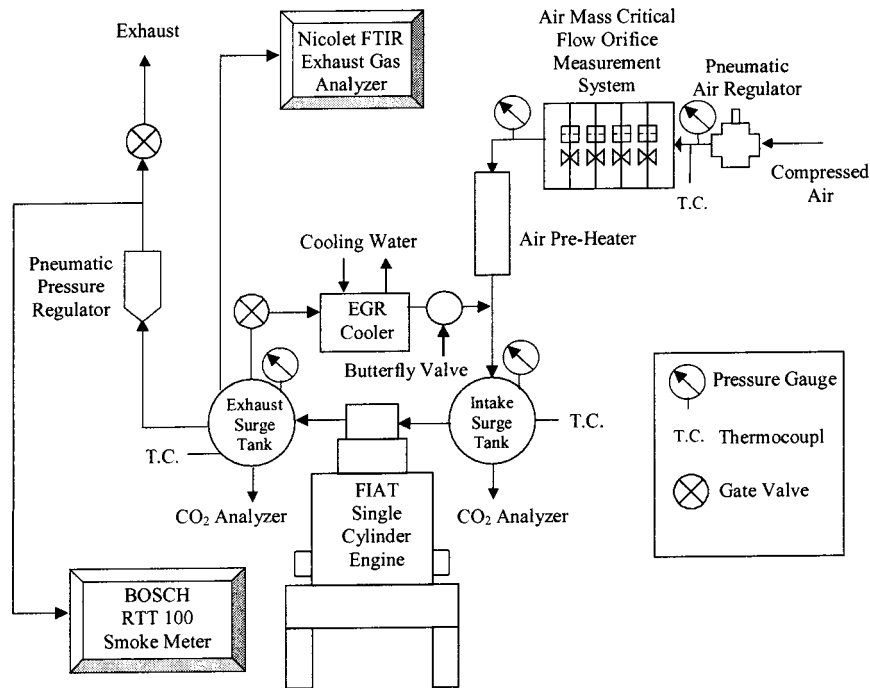 Exhaust
Nicolet FTIR
Exhaust Gas
Analyzer
Air Mass Critical
Flow Orifice
Measurement
System
Pneumatic
Air Regulator
Compressed
Air
T.C.
Air Pre-Heater
Cooling Water
Pneumatic
Pressure
Regulator
EGR
Cooler
Butterfly Valve
Exhaust
Surge
Tank
Intake
Surge
Tank
T.C.
T.C.
CO₂ Analyzer
CO₂ Analyzer
FIAT
Single
Cylinder
Engine
BOSCH
RTT 100
Smoke Meter
Pressure Gauge
T.C. Thermocoupl
Gate Valve